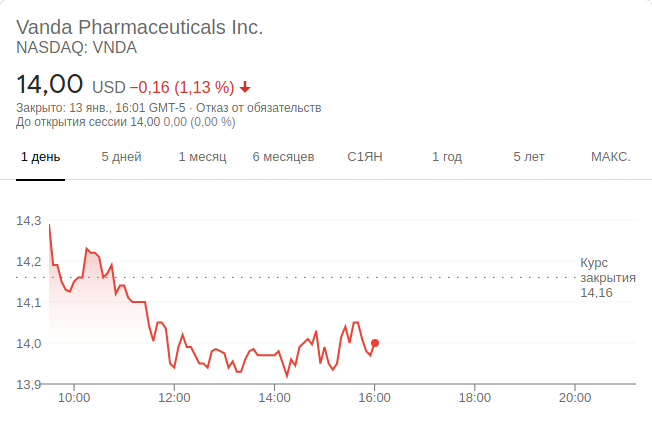 Vanda Pharmaceuticals Inc.
NASDAQ: VNDA
14,00 USD −0,16 (1,13 %)
Закрыто: 13 янв., 16:01 GMT-5 · Отказ от обязательств
До открытия сессии 14,00 0,00 (0,00 %)
1 день 5 дней 1 месяц 6 месяцев С1ЯН 1 год 5 лет МАКС.
14,3
14,2
Курс
закрытия
14,16
14,1
14,0
13,9
10:00 12:00 14:00 16:00 18:00 20:00